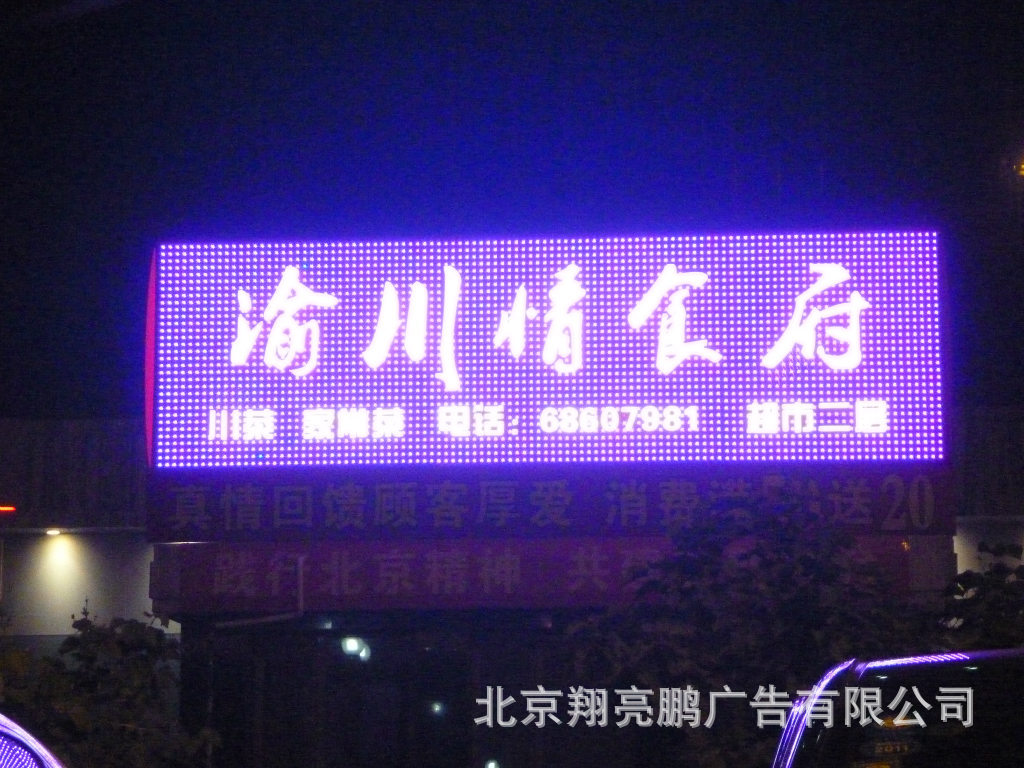 渝川情食府
川菜 家常菜 电话：68607981 超市二层
真情回馈顾客厚爱 消费满 送20
践行北京精神 共
北京翔亮鹏广告有限公司
2011